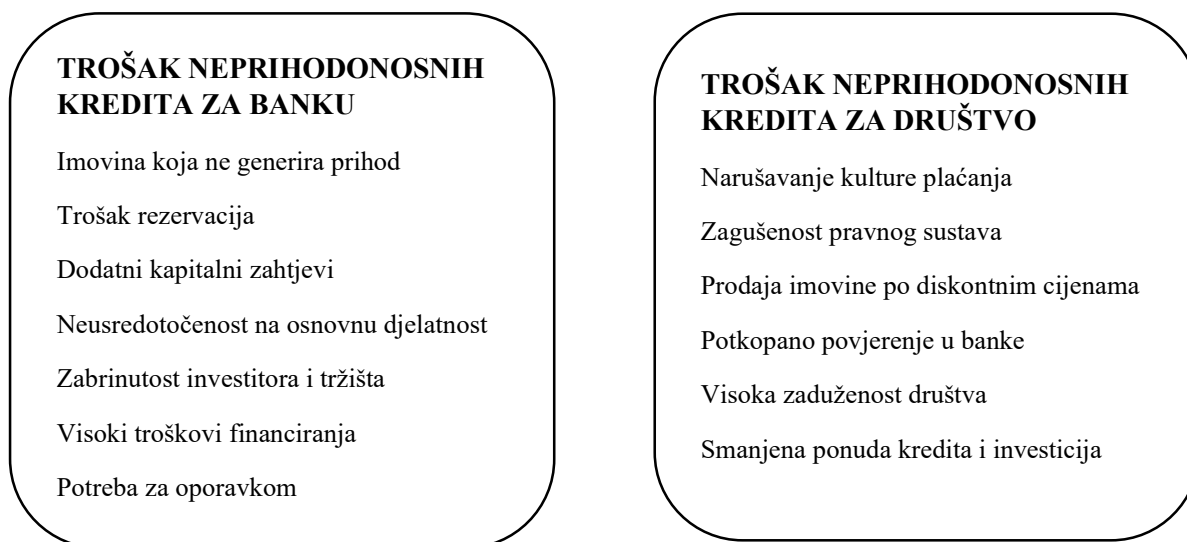 TROŠAK NEPRIHODONOSNIH
KREDITA ZA BANKU
Imovina koja ne generira prihod
Trošak rezervacija
Dodatni kapitalni zahtjevi
Neusredotočenost na osnovnu djelatnost
Zabrinutost investitora i tržišta
Visoki troškovi financiranja
Potreba za oporavkom
TROŠAK NEPRIHODONOSNIH
KREDITA ZA DRUŠTVO
Narušavanje kulture plaćanja
Zagušenost pravnog sustava
Prodaja imovine po diskontnim cijenama
Potkopano povjerenje u banke
Visoka zaduženost društva
Smanjena ponuda kredita i investicija